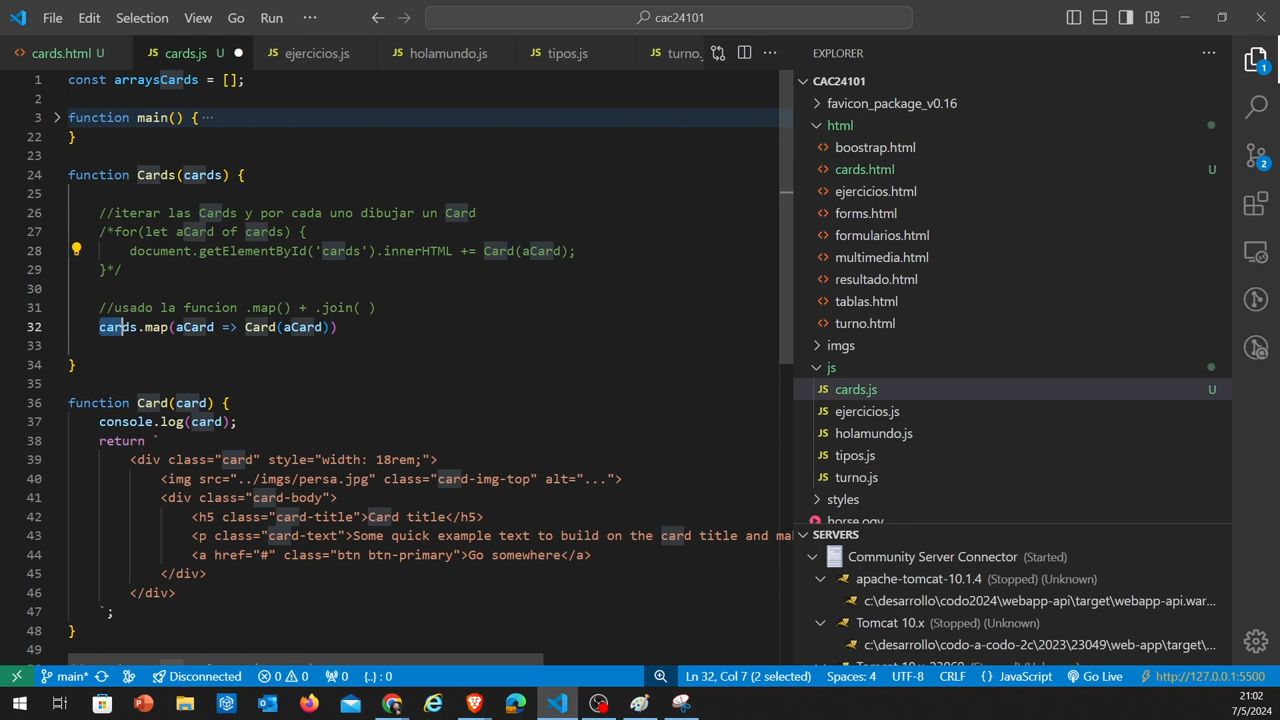 File Edit Selection View Go Run ··· cac24101
cards.html U cards.js U ejercicios.js holamundo.js tipos.js turno.
1 const arraysCards = [];
2
3 function main() { ···
22 }
23
24 function Cards(cards) {
25
26 //iterar las Cards y por cada uno dibujar un Card
27 /*for(let aCard of cards) {
28 document.getElementById('cards').innerHTML += Card(aCard);
29 }*/
30
31 //usado la funcion .map() + .join( )
32 cards.map(aCard => Card(aCard))
33
34 }
35
36 function Card(card) {
37 console.log(card);
38 return `
39 <div class="card" style="width: 18rem;">
40 <img src="../imgs/persa.jpg" class="card-img-top" alt="...">
41 <div class="card-body">
42 <h5 class="card-title">Card title</h5>
43 <p class="card-text">Some quick example text to build on the card title and ma
44 <a href="#" class="btn btn-primary">Go somewhere</a>
45 </div>
46 </div>
47 `;
48 }
49
EXPLORER
CAC24101
favicon_package_v0.16
html
boostrap.html
cards.html U
ejercicios.html
forms.html
formularios.html
multimedia.html
resultado.html
tablas.html
turno.html
imgs
js
cards.js U
ejercicios.js
holamundo.js
tipos.js
turno.js
styles
horse.ogv
SERVERS
Community Server Connector (Started)
apache-tomcat-10.1.4 (Stopped) (Unknown)
c:\desarrollo\codo2024\webapp-api\target\webapp-api.war...
Tomcat 10.x (Stopped) (Unknown)
c:\desarrollo\codo-a-codo-2c\2023\23049\web-app\target\...
1
2
main* Disconnected 0 0 0 {..} : 0 Ln 32, Col 7 (2 selected) Spaces: 4 UTF-8 CRLF {} JavaScript Go Live http://127.0.0.1:5500
21:02
7/5/2024